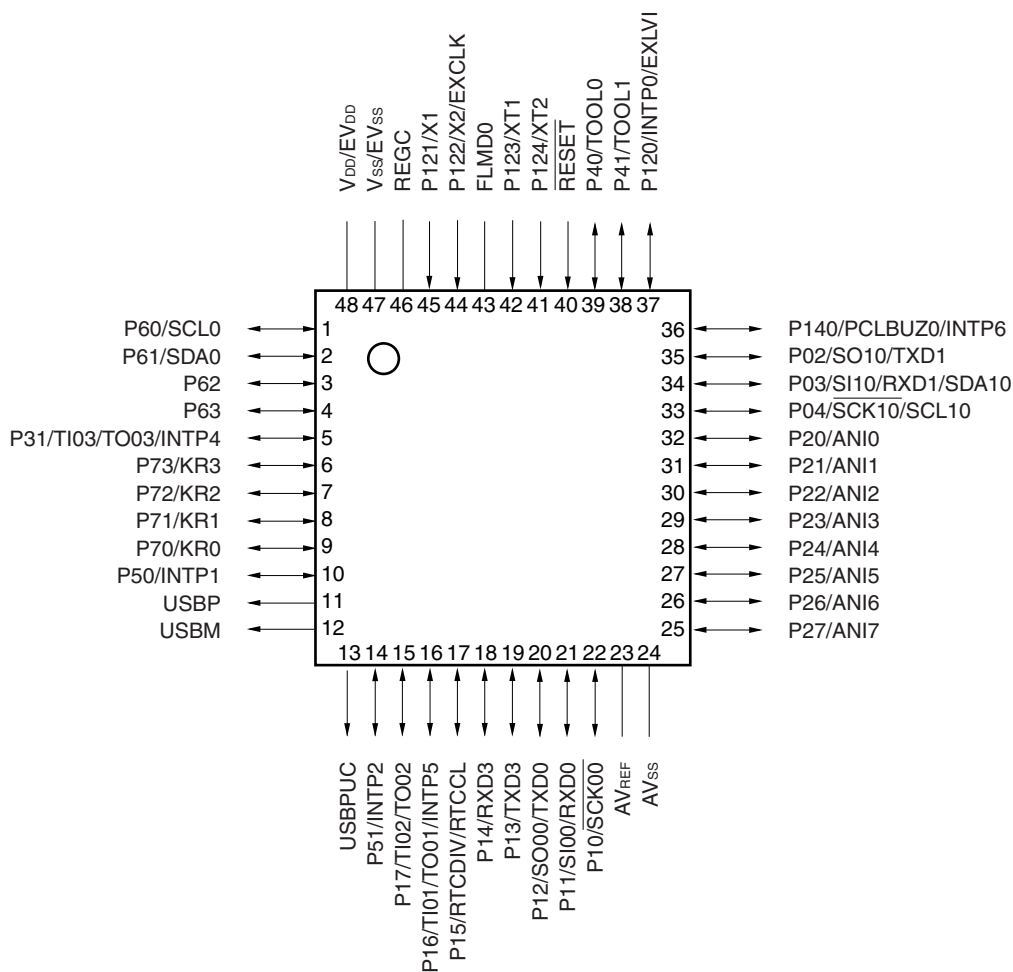 VDD/EVDD
VSS/EVSS
REGC
P121/X1
P122/X2/EXCLK
FLMD0
P123/XT1
P124/XT2
RESET
P40/TOOL0
P41/TOOL1
P120/INTP0/EXLVI
48 47 46 45 44 43 42 41 40 39 38 37
P60/SCL0 1
P61/SDA0 2
P62 3
P63 4
P31/TI03/TO03/INTP4 5
P73/KR3 6
P72/KR2 7
P71/KR1 8
P70/KR0 9
P50/INTP1 10
USBP 11
USBM 12
36 P140/PCLBUZ0/INTP6
35 P02/SO10/TXD1
34 P03/SI10/RXD1/SDA10
33 P04/SCK10/SCL10
32 P20/ANI0
31 P21/ANI1
30 P22/ANI2
29 P23/ANI3
28 P24/ANI4
27 P25/ANI5
26 P26/ANI6
25 P27/ANI7
13 14 15 16 17 18 19 20 21 22 23 24
USBPUC
P51/INTP2
P17/TI02/TO02
P16/TI01/TO01/INTP5
P15/RTCDIV/RTCCL
P14/RXD3
P13/TXD3
P12/SO00/TXD0
P11/SI00/RXD0
P10/SCK00
AVREF
AVSS